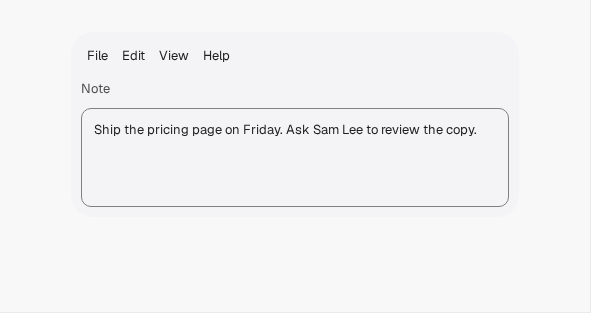 File Edit View Help
Note
Ship the pricing page on Friday. Ask Sam Lee to review the copy.